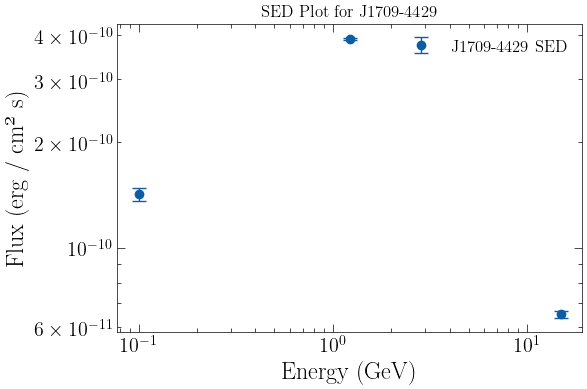 SED Plot for J1709-4429
J1709-4429 SED
Flux (erg / cm² s)
4 × 10⁻¹⁰
3 × 10⁻¹⁰
2 × 10⁻¹⁰
10⁻¹⁰
6 × 10⁻¹¹
10⁻¹ 10⁰ 10¹
Energy (GeV)